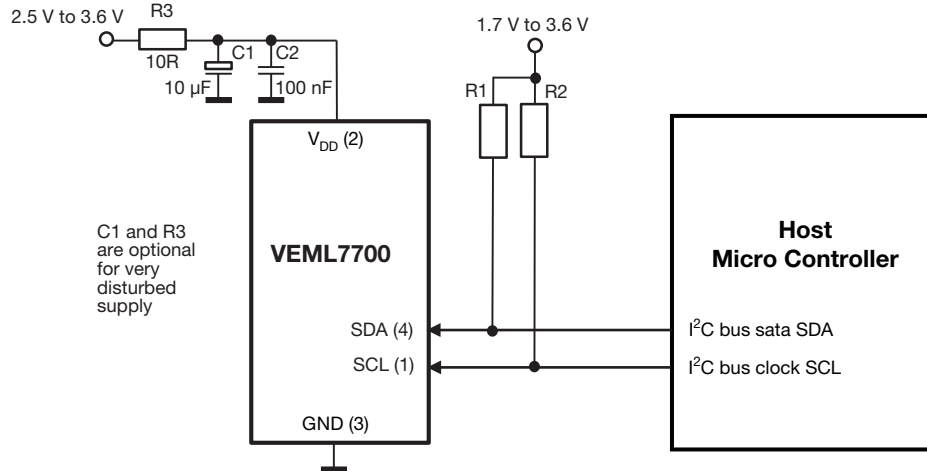 2.5 V to 3.6 V
R3
10R
C1
C2
10 µF
100 nF
1.7 V to 3.6 V
R1
R2
V_DD (2)
C1 and R3
are optional
for very
disturbed
supply
VEML7700
SDA (4)
SCL (1)
GND (3)
Host
Micro Controller
I²C bus sata SDA
I²C bus clock SCL